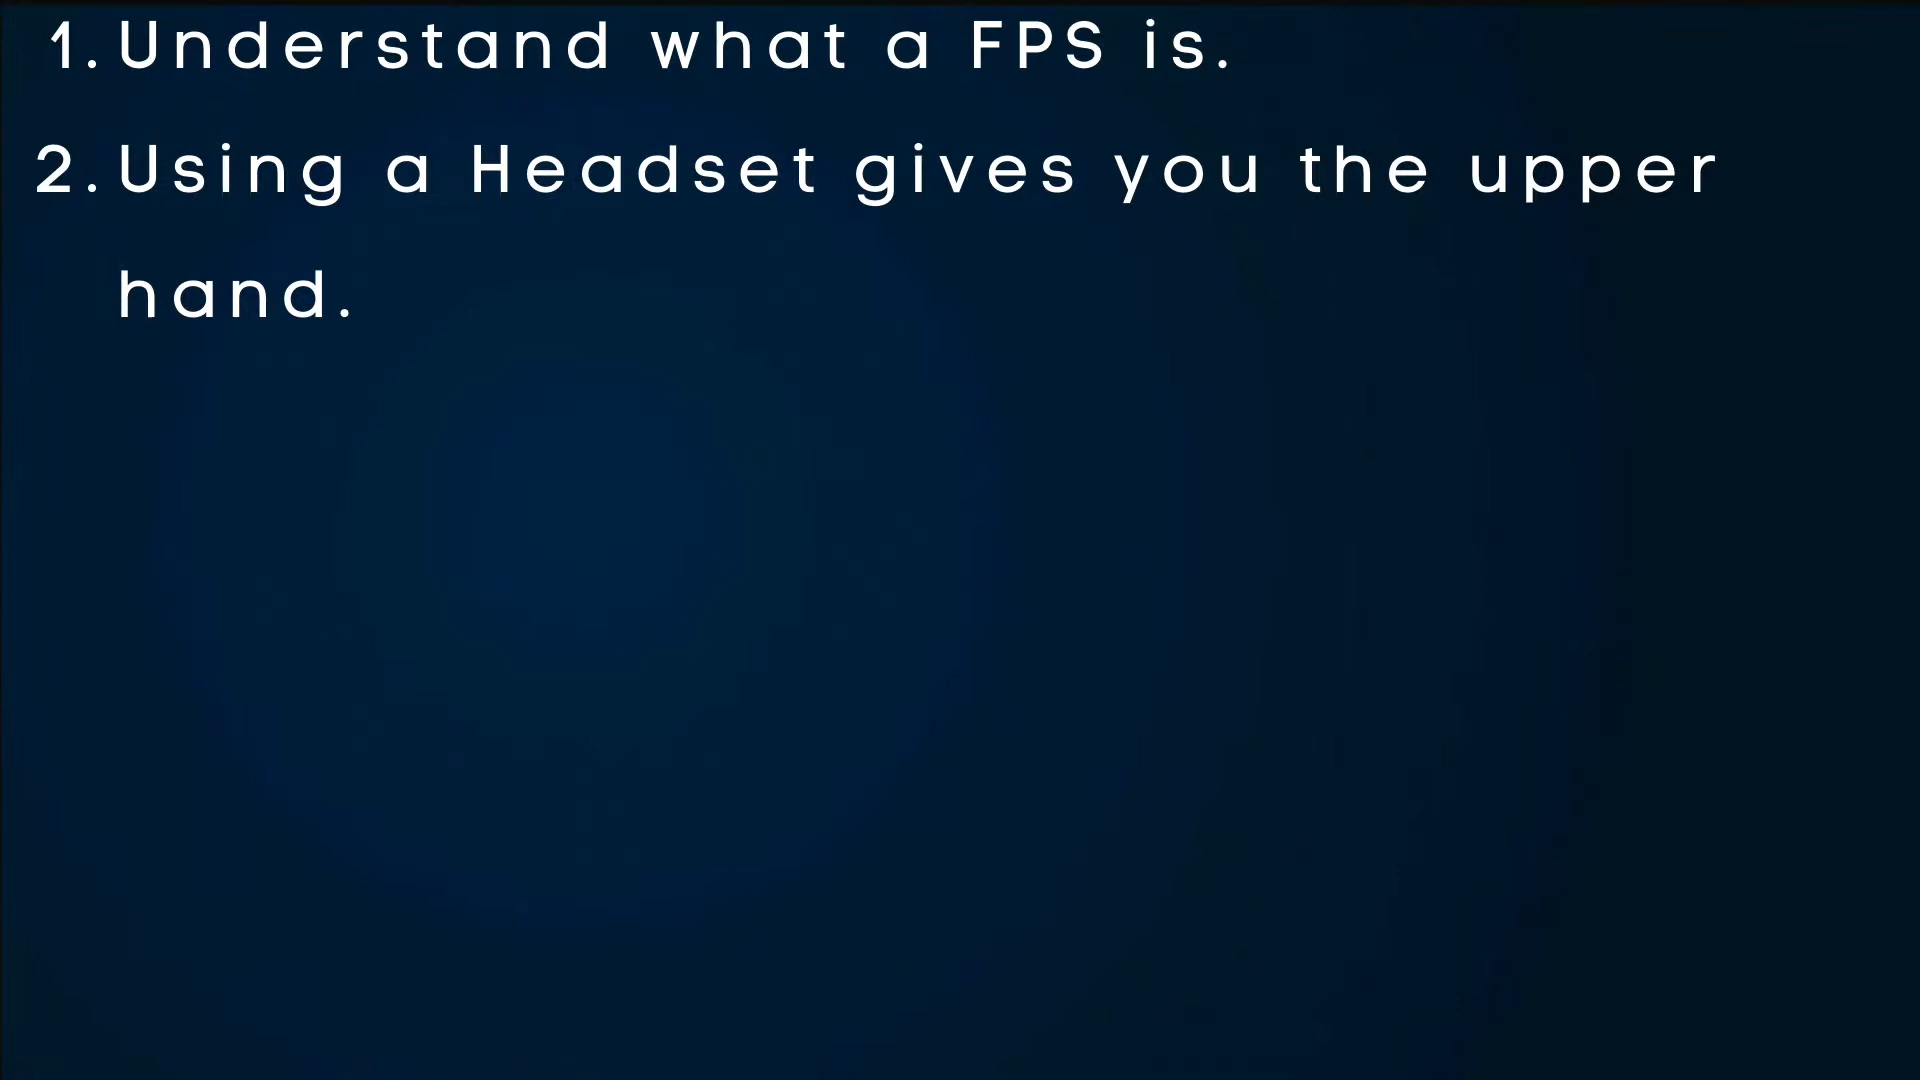 1. Understand what a FPS is.
2. Using a Headset gives you the upper
hand.